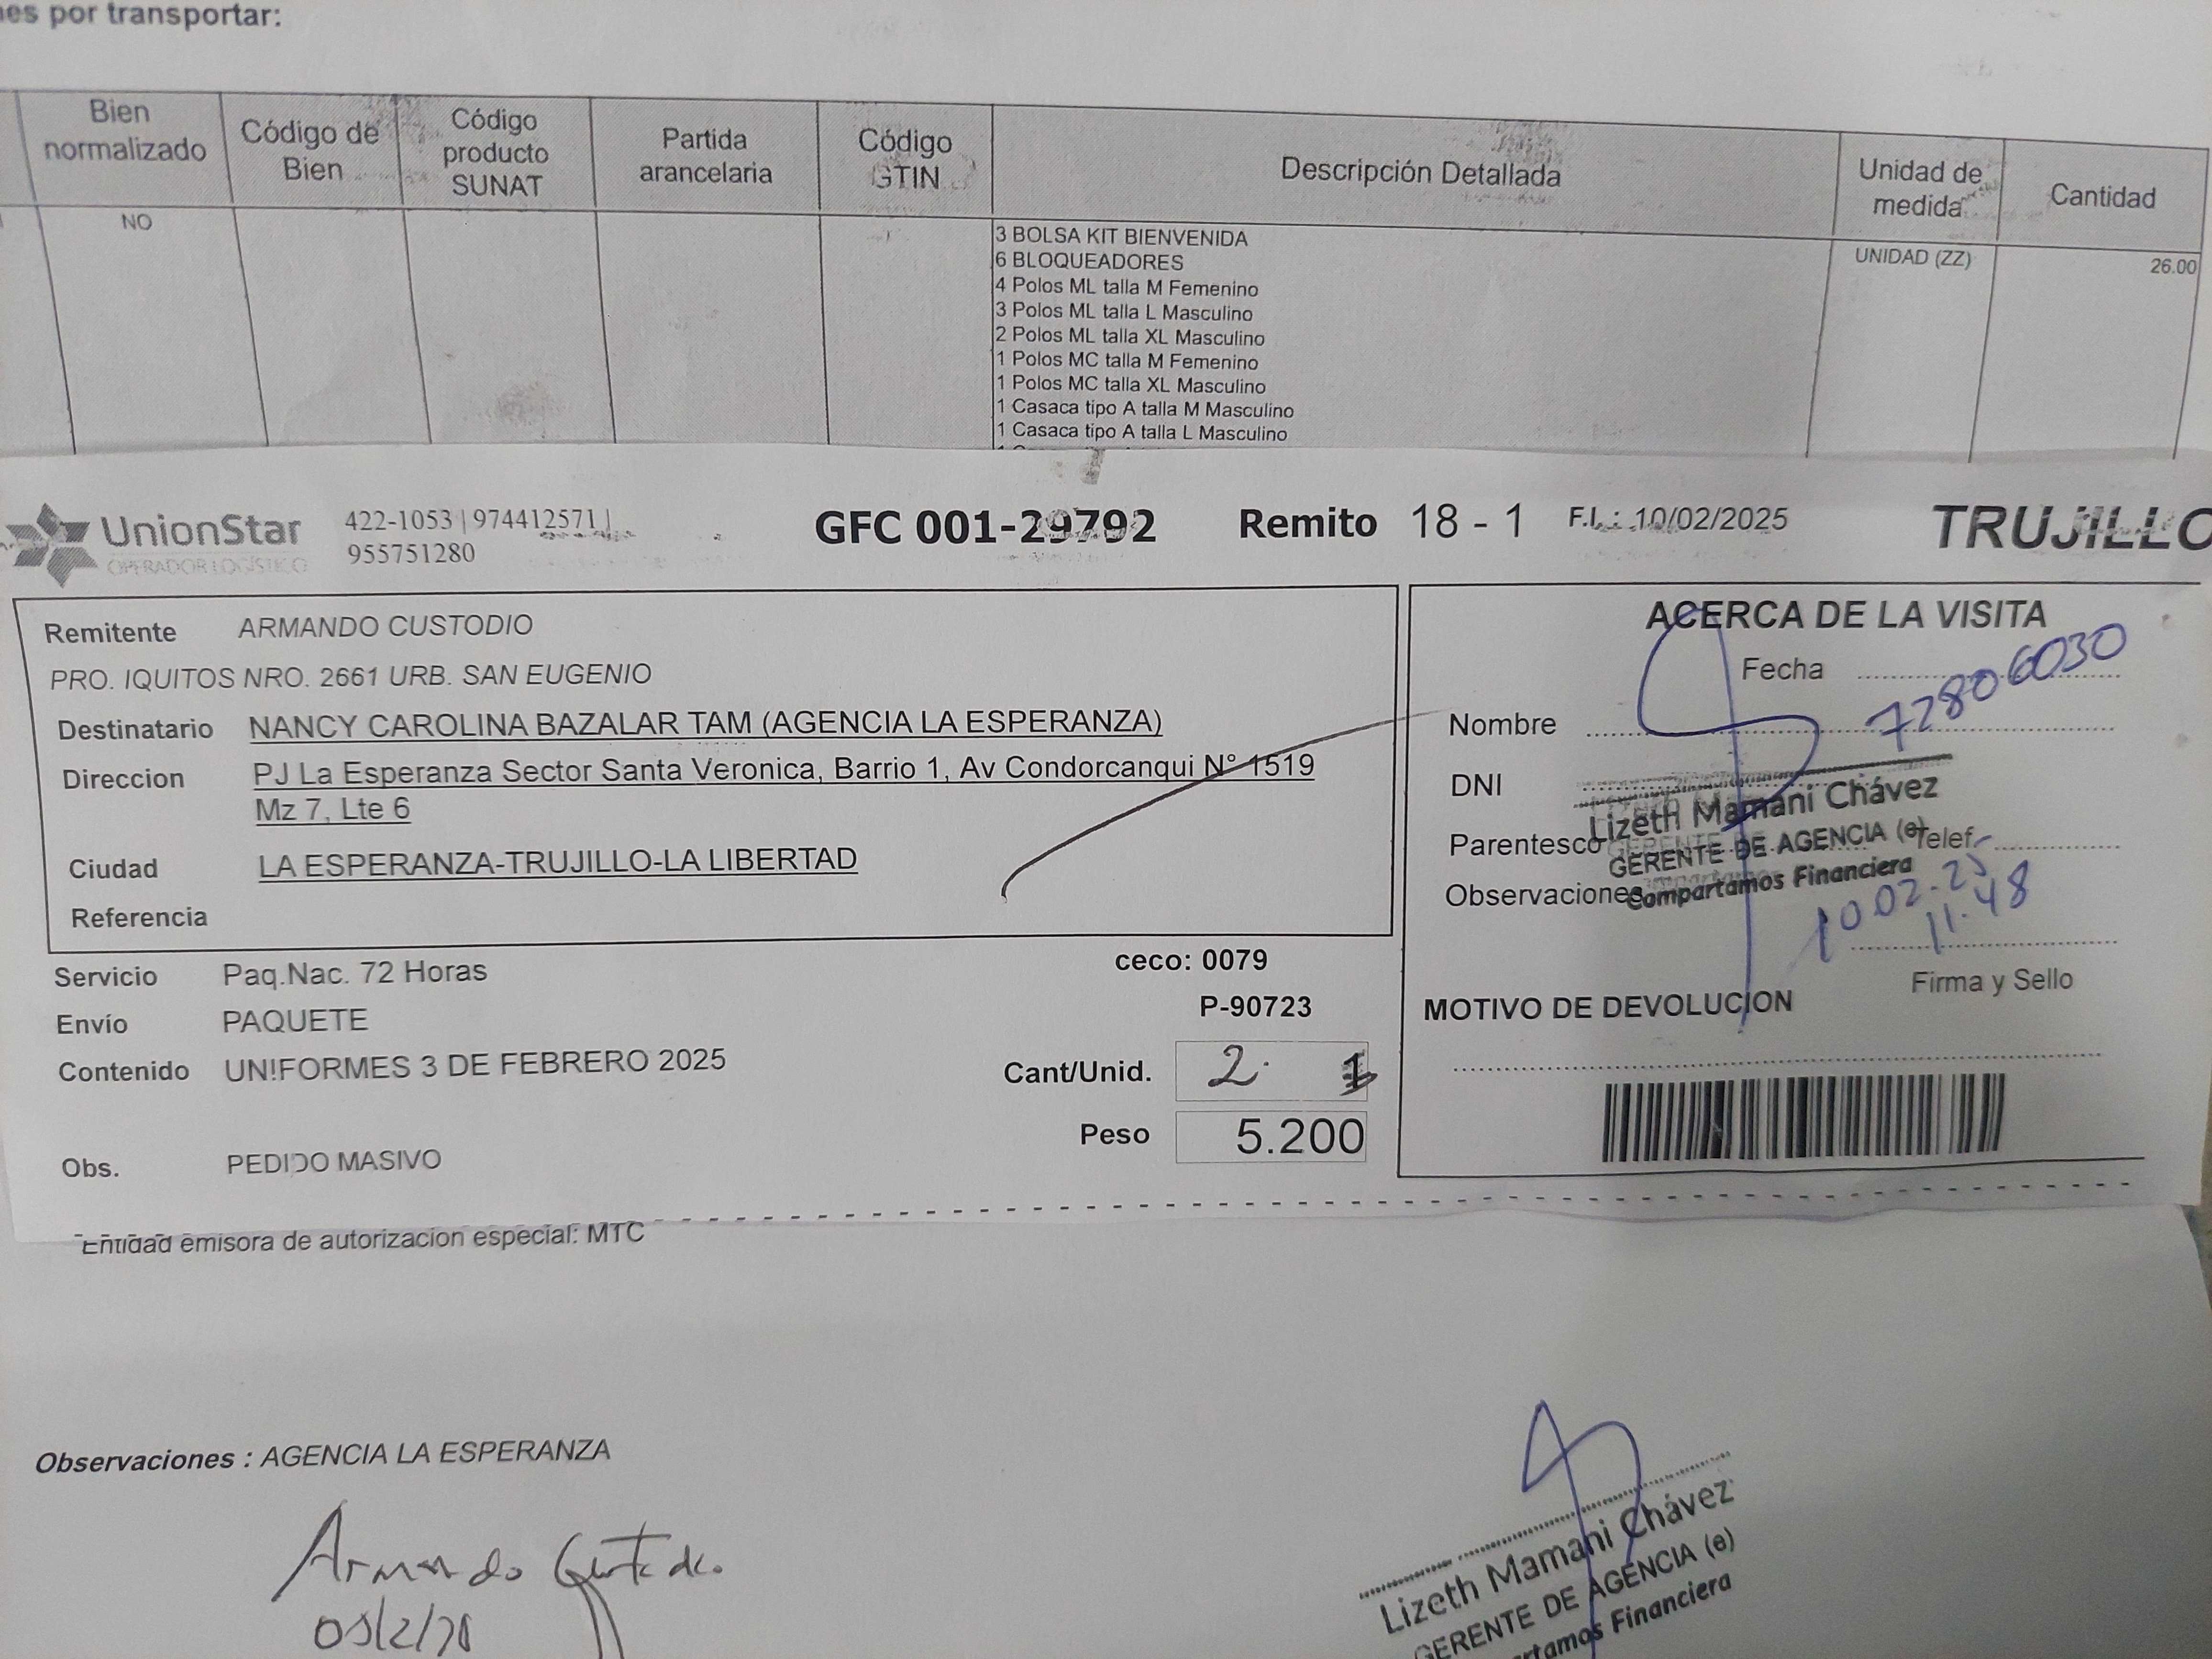 nes por transportar:
Bien normalizado
Código de Bien
Código producto SUNAT
Partida arancelaria
Código GTIN
Descripción Detallada
Unidad de medida
Cantidad
NO
3 BOLSA KIT BIENVENIDA
6 BLOQUEADORES
4 Polos ML talla M Femenino
3 Polos ML talla L Masculino
2 Polos ML talla XL Masculino
1 Polos MC talla M Femenino
1 Polos MC talla XL Masculino
1 Casaca tipo A talla M Masculino
1 Casaca tipo A talla L Masculino
UNIDAD (ZZ)
26.00
UnionStar
OPERADOR LOGÍSTICO
422-1053 | 974412571 |
955751280
GFC 001-29792
Remito 18 - 1
F.I. : 10/02/2025
TRUJILLO
Remitente ARMANDO CUSTODIO
PRO. IQUITOS NRO. 2661 URB. SAN EUGENIO
Destinatario NANCY CAROLINA BAZALAR TAM (AGENCIA LA ESPERANZA)
Direccion PJ La Esperanza Sector Santa Veronica, Barrio 1, Av Condorcanqui N° 1519
Mz 7, Lte 6
Ciudad LA ESPERANZA-TRUJILLO-LA LIBERTAD
Referencia
Servicio Paq.Nac. 72 Horas
Envío PAQUETE
Contenido UN!FORMES 3 DE FEBRERO 2025
Obs. PEDIDO MASIVO
ceco: 0079
P-90723
Cant/Unid. 2 1
Peso 5.200
ACERCA DE LA VISITA
Fecha
72806030
Nombre
DNI
Lizeth Mamani Chávez
Parentesco
Telef.
GERENTE DE AGENCIA (e)
Observaciones
Compartamos Financiera
10.02.25
11.48
Firma y Sello
MOTIVO DE DEVOLUCION
Entidad emisora de autorización especial: MTC
Observaciones : AGENCIA LA ESPERANZA
Armando Custodio
Lizeth Mamani Chávez
GERENTE DE AGENCIA (e)
rtamos Financiera